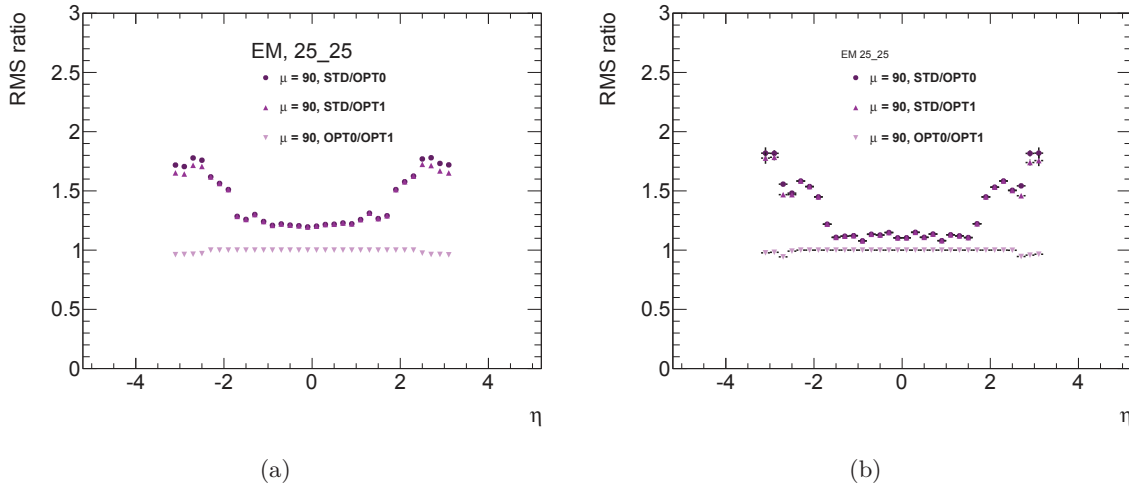 RMS ratio
3
2.5
2
1.5
1
0.5
0
EM, 25_25
μ = 90, STD/OPT0
μ = 90, STD/OPT1
μ = 90, OPT0/OPT1
-4 -2 0 2 4
η
(a)
RMS ratio
3
2.5
2
1.5
1
0.5
0
EM 25_25
μ = 90, STD/OPT0
μ = 90, STD/OPT1
μ = 90, OPT0/OPT1
-4 -2 0 2 4
η
(b)